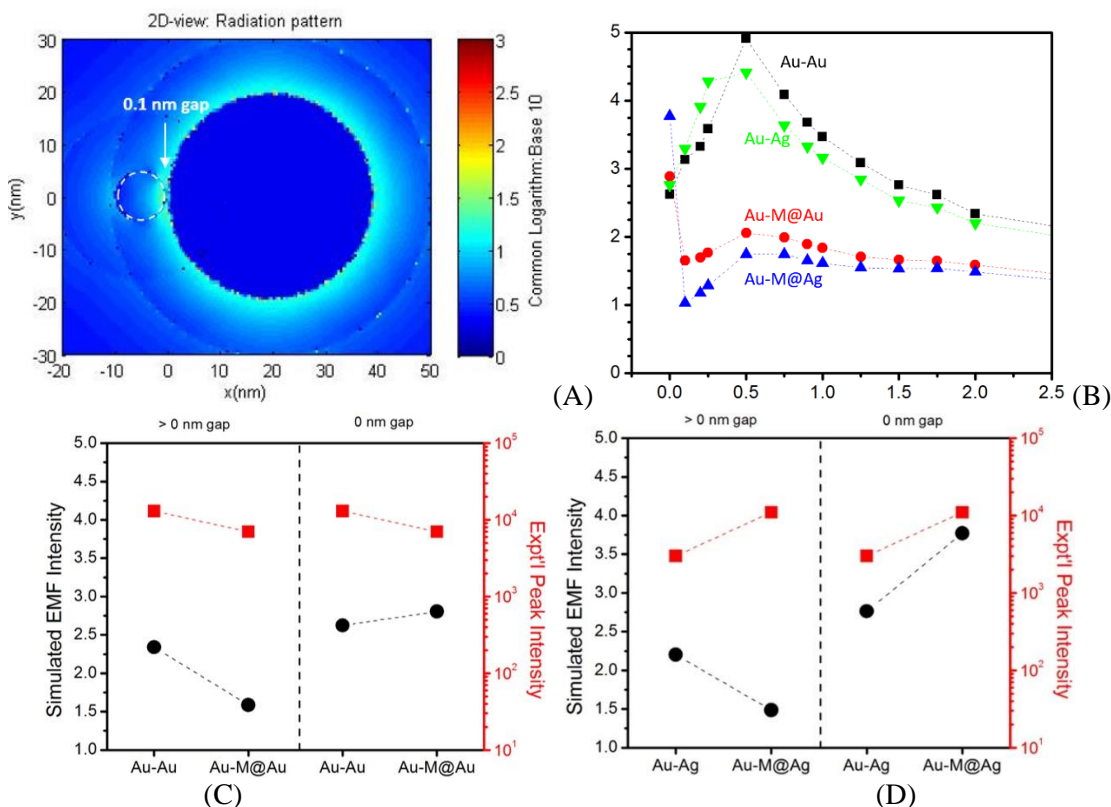 2D-view: Radiation pattern
30
20
10
0
-10
-20
-30
y(nm)
0.1 nm gap
-20 -10 0 10 20 30 40 50
x(nm)
3
2.5
2
1.5
1
0.5
0
Common Logarithm:Base 10
(A)
5
4
3
2
1
0
Au-Au
Au-Ag
Au-M@Au
Au-M@Ag
0.0 0.5 1.0 1.5 2.0 2.5
(B)
> 0 nm gap 0 nm gap
5.0
4.5
4.0
3.5
3.0
2.5
2.0
1.5
1.0
Simulated EMF Intensity
10^5
10^4
10^3
10^2
10^1
Expt'l Peak Intensity
Au-Au Au-M@Au Au-Au Au-M@Au
(C)
> 0 nm gap 0 nm gap
5.0
4.5
4.0
3.5
3.0
2.5
2.0
1.5
1.0
Simulated EMF Intensity
10^5
10^4
10^3
10^2
10^1
Expt'l Peak Intensity
Au-Ag Au-M@Ag Au-Ag Au-M@Ag
(D)